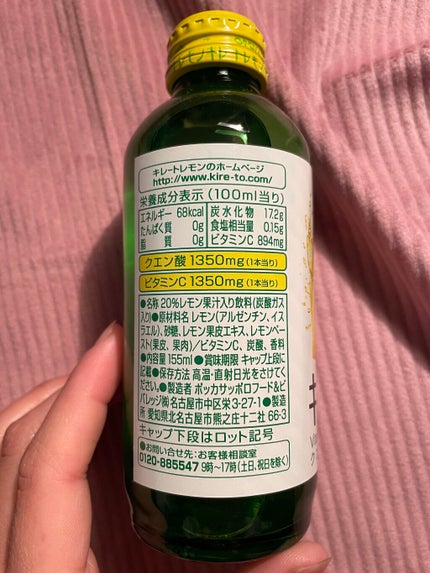 キレートレモンのホームページ
http://www.kire-to.com/
栄養成分表示 (100ml当り)
エネルギー 68kcal 炭水化物 17.2g
たんぱく質 0g 食塩相当量 0.15g
脂質 0g ビタミンC 894mg
クエン酸 1350mg (1本当り)
ビタミンC 1350mg (1本当り)
●名称 20%レモン果汁入り飲料(炭酸ガス
入り)●原材料名 レモン(アルゼンチン、イス
ラエル)、砂糖、レモン果皮エキス、レモンペー
スト(果皮、果肉)/ビタミンC、炭酸、香料
●内容量 155ml ●賞味期限 キャップ上段に
記載●保存方法 高温・直射日光をさけてく
ださい。●製造者 ポッカサッポロフード&ビ
バレッジ㈱ 名古屋市中区栄3-27-1 ●製造
所 愛知県北名古屋市熊之庄十二社 66-3
キャップ下段はロット記号
●お問い合せ先:お客様相談室
0120-885547 9時〜17時(土、日、祝日を除く)